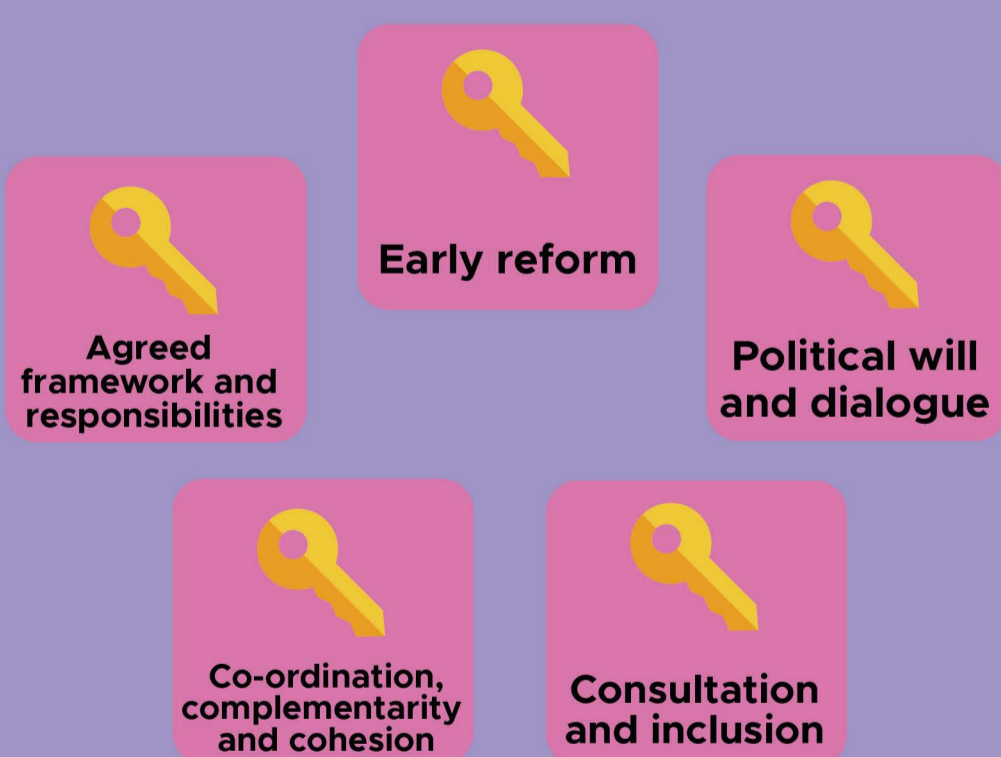 Early reform
Agreed
framework and
responsibilities
Political will
and dialogue
Co-ordination,
complementarity
and cohesion
Consultation
and inclusion